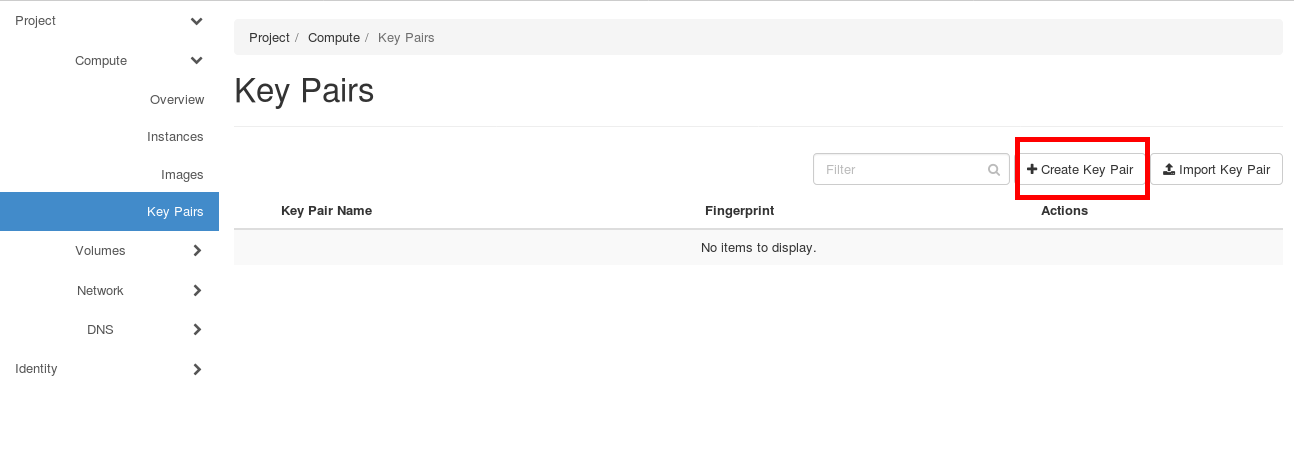 Project
Compute
Overview
Instances
Images
Key Pairs
Volumes
Network
DNS
Identity
Project / Compute / Key Pairs
Key Pairs
Filter Create Key Pair Import Key Pair
Key Pair Name Fingerprint Actions
No items to display.